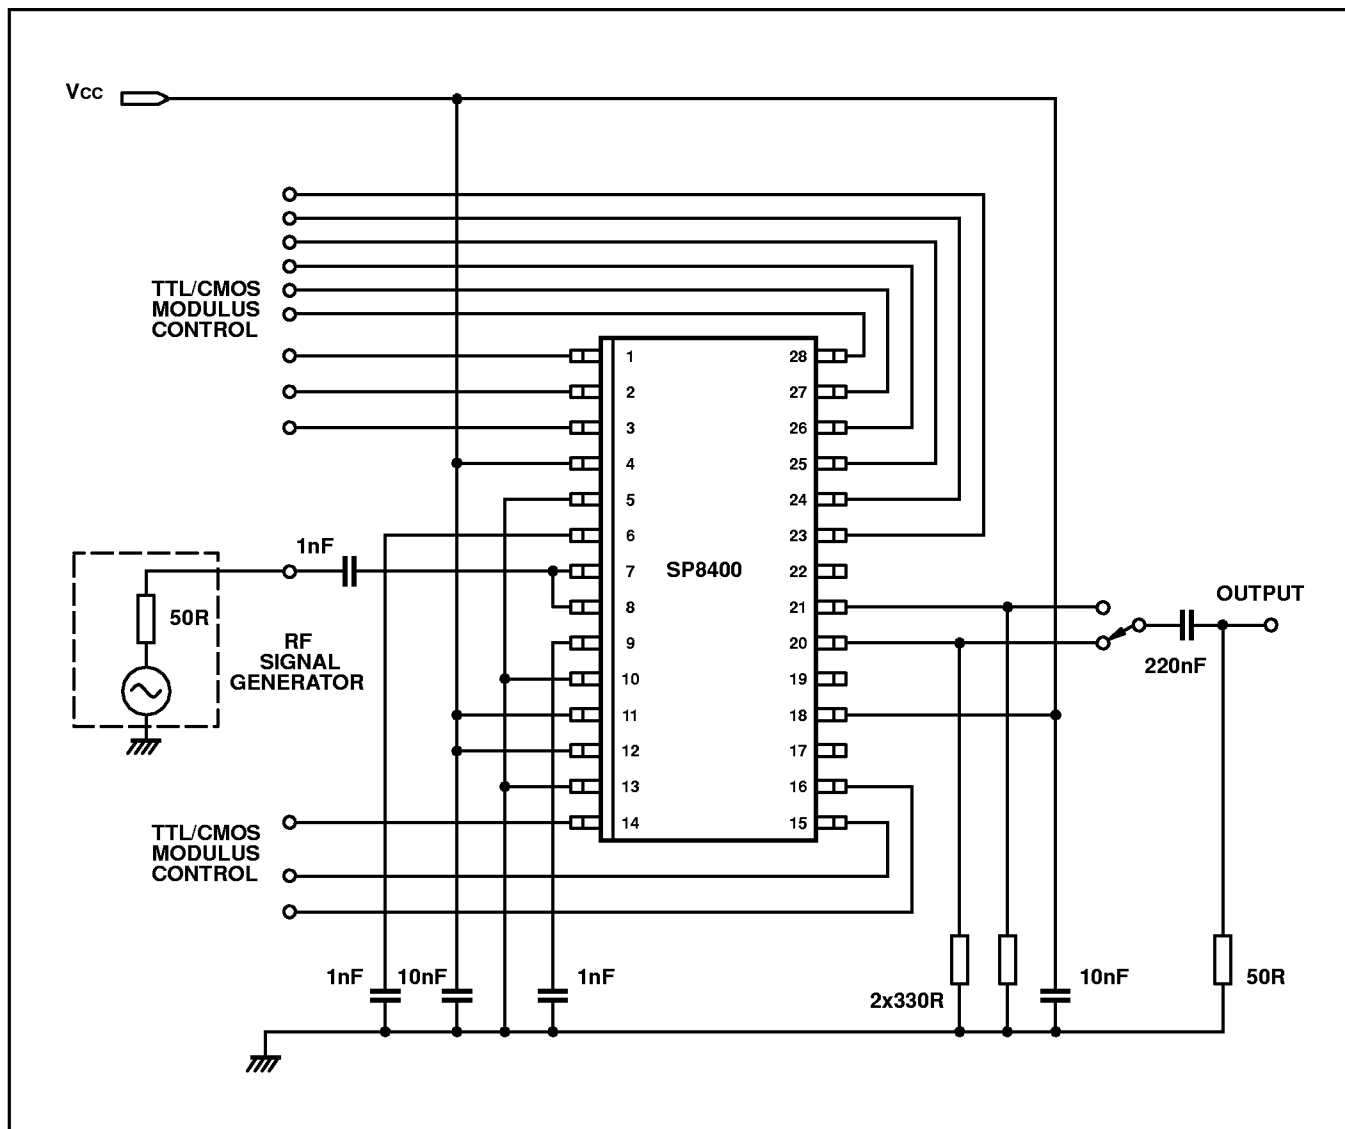 Vcc
TTL/CMOS
MODULUS
CONTROL
1 28
2 27
3 26
4 25
5 24
6 23
1nF
7 SP8400 22
50R
8 21
OUTPUT
RF
SIGNAL
GENERATOR
9 20
220nF
10 19
11 18
12 17
13 16
14 15
TTL/CMOS
MODULUS
CONTROL
1nF 10nF 1nF 2x330R 10nF 50R